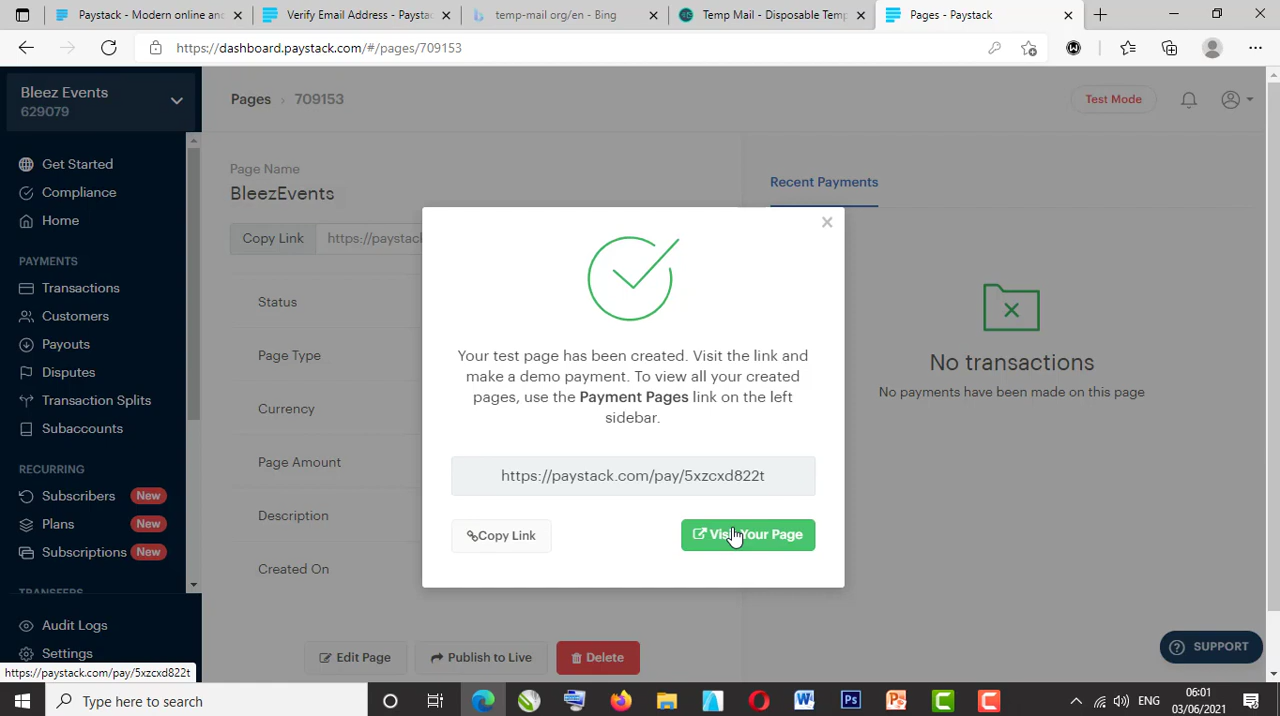 Paystack - Modern online and
Verify Email Address - Paystac
temp-mail org/en - Bing
Temp Mail - Disposable Temp
Pages - Paystack
https://dashboard.paystack.com/#/pages/709153
Bleez Events
629079
Pages › 709153
Test Mode
Get Started
Compliance
Home
PAYMENTS
Transactions
Customers
Payouts
Disputes
Transaction Splits
Subaccounts
RECURRING
Subscribers New
Plans New
Subscriptions New
TRANSFERS
Audit Logs
Settings
Page Name
BleezEvents
Copy Link https://paystack
Status
Page Type
Currency
Page Amount
Description
Created On
Edit Page
Publish to Live
Delete
Your test page has been created. Visit the link and
make a demo payment. To view all your created
pages, use the Payment Pages link on the left
sidebar.
https://paystack.com/pay/5xzcxd822t
Copy Link
Your Page
Recent Payments
No transactions
No payments have been made on this page
SUPPORT
https://paystack.com/pay/5xzcxd822t
Type here to search
ENG
06:01
03/06/2021